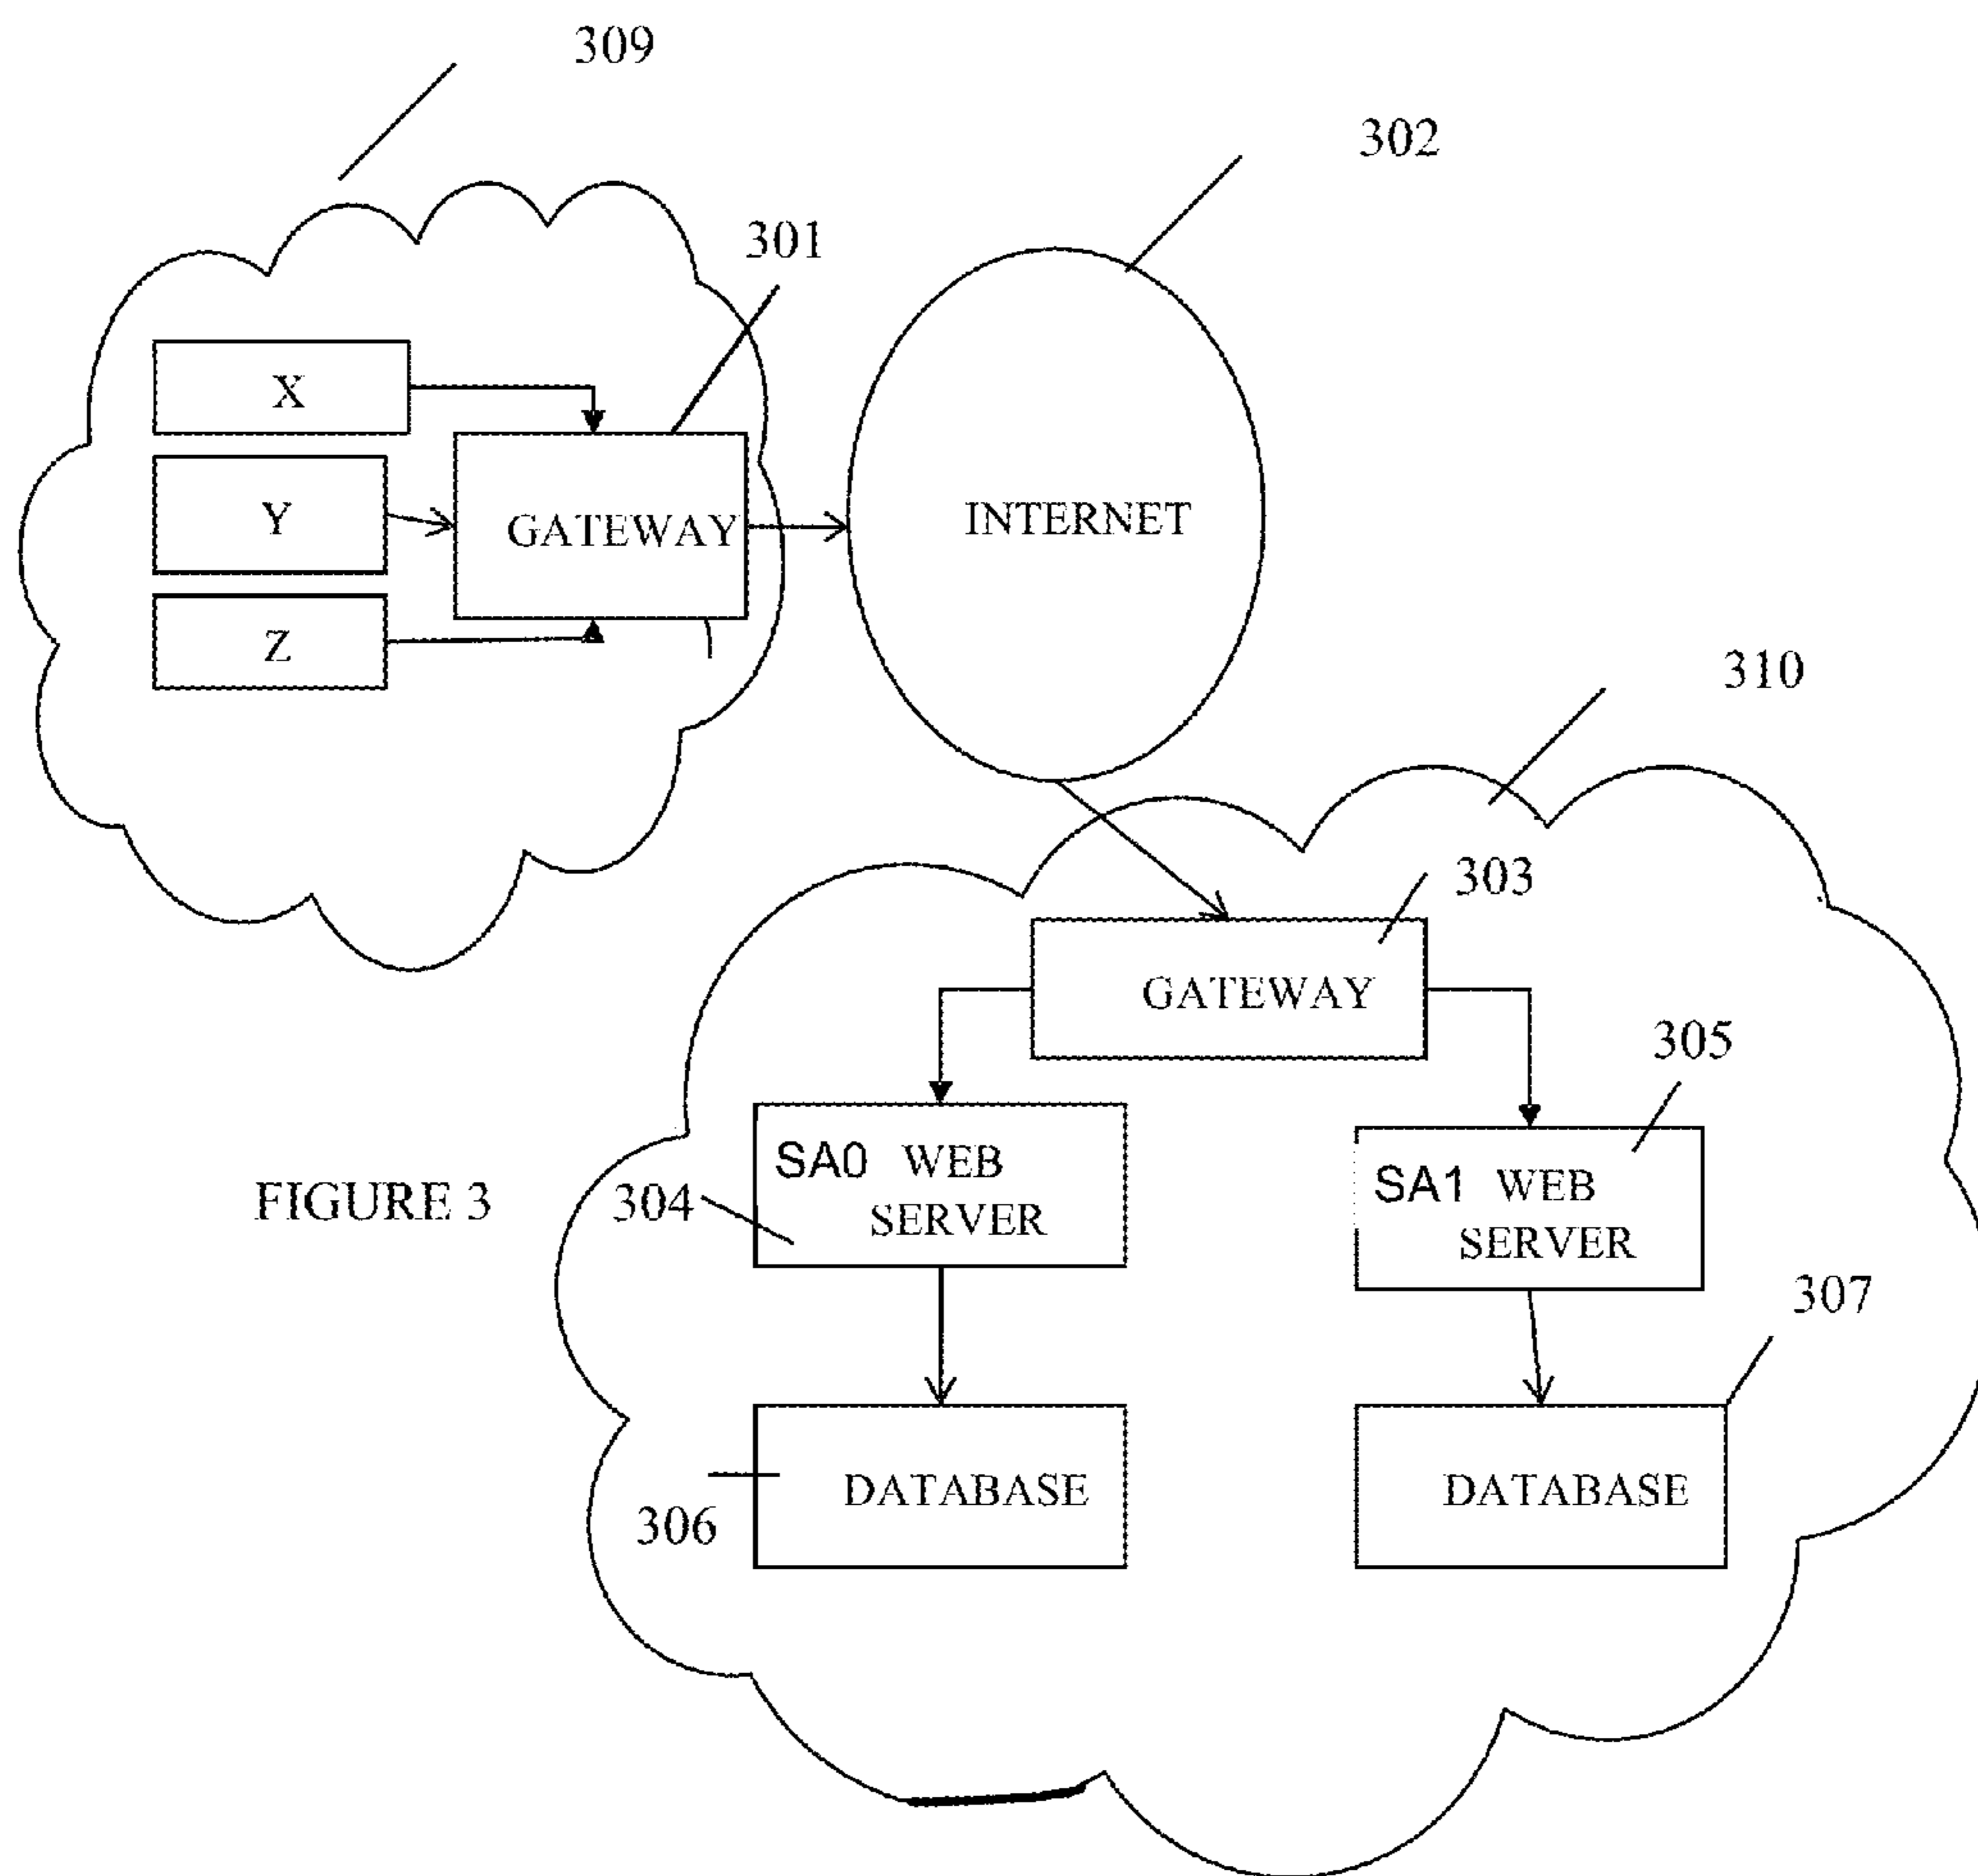 309
302
301
X
Y
GATEWAY
INTERNET
Z
310
303
GATEWAY
305
SA0 WEB
SERVER
SA1 WEB
SERVER
304
FIGURE 3
307
DATABASE
DATABASE
306